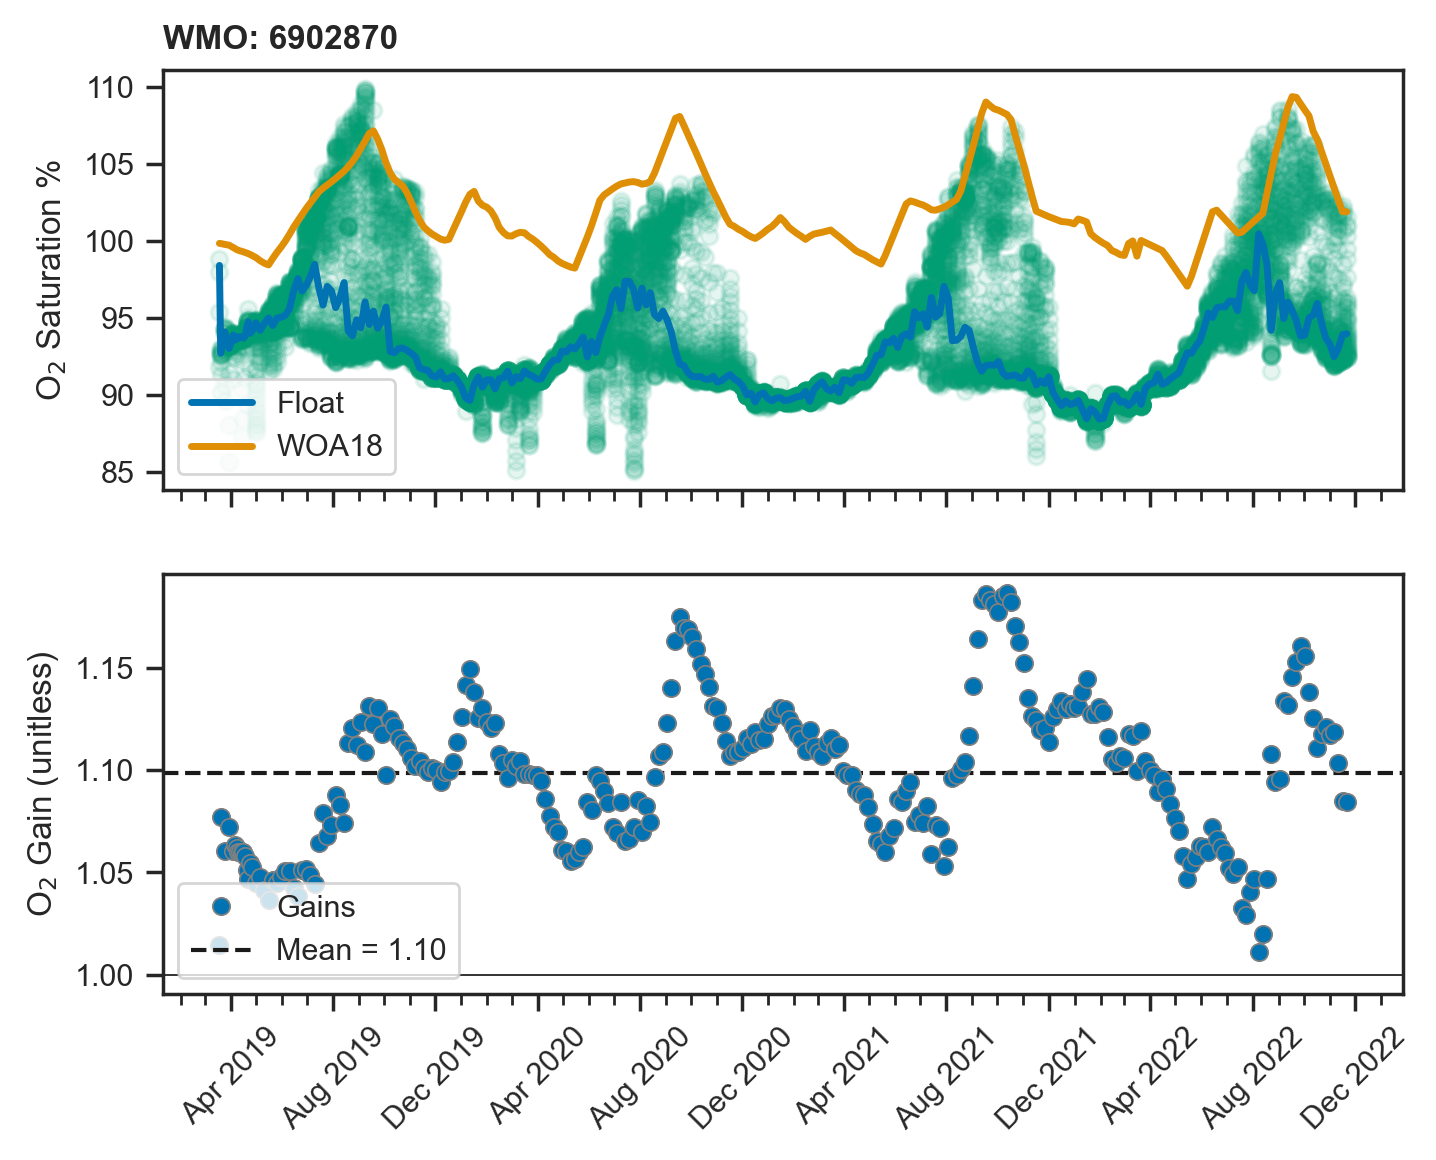 WMO: 6902870
110
105
100
95
90
85
O₂ Saturation %
Float
WOA18
1.15
1.10
1.05
1.00
O₂ Gain (unitless)
Gains
Mean = 1.10
Apr 2019
Aug 2019
Dec 2019
Apr 2020
Aug 2020
Dec 2020
Apr 2021
Aug 2021
Dec 2021
Apr 2022
Aug 2022
Dec 2022